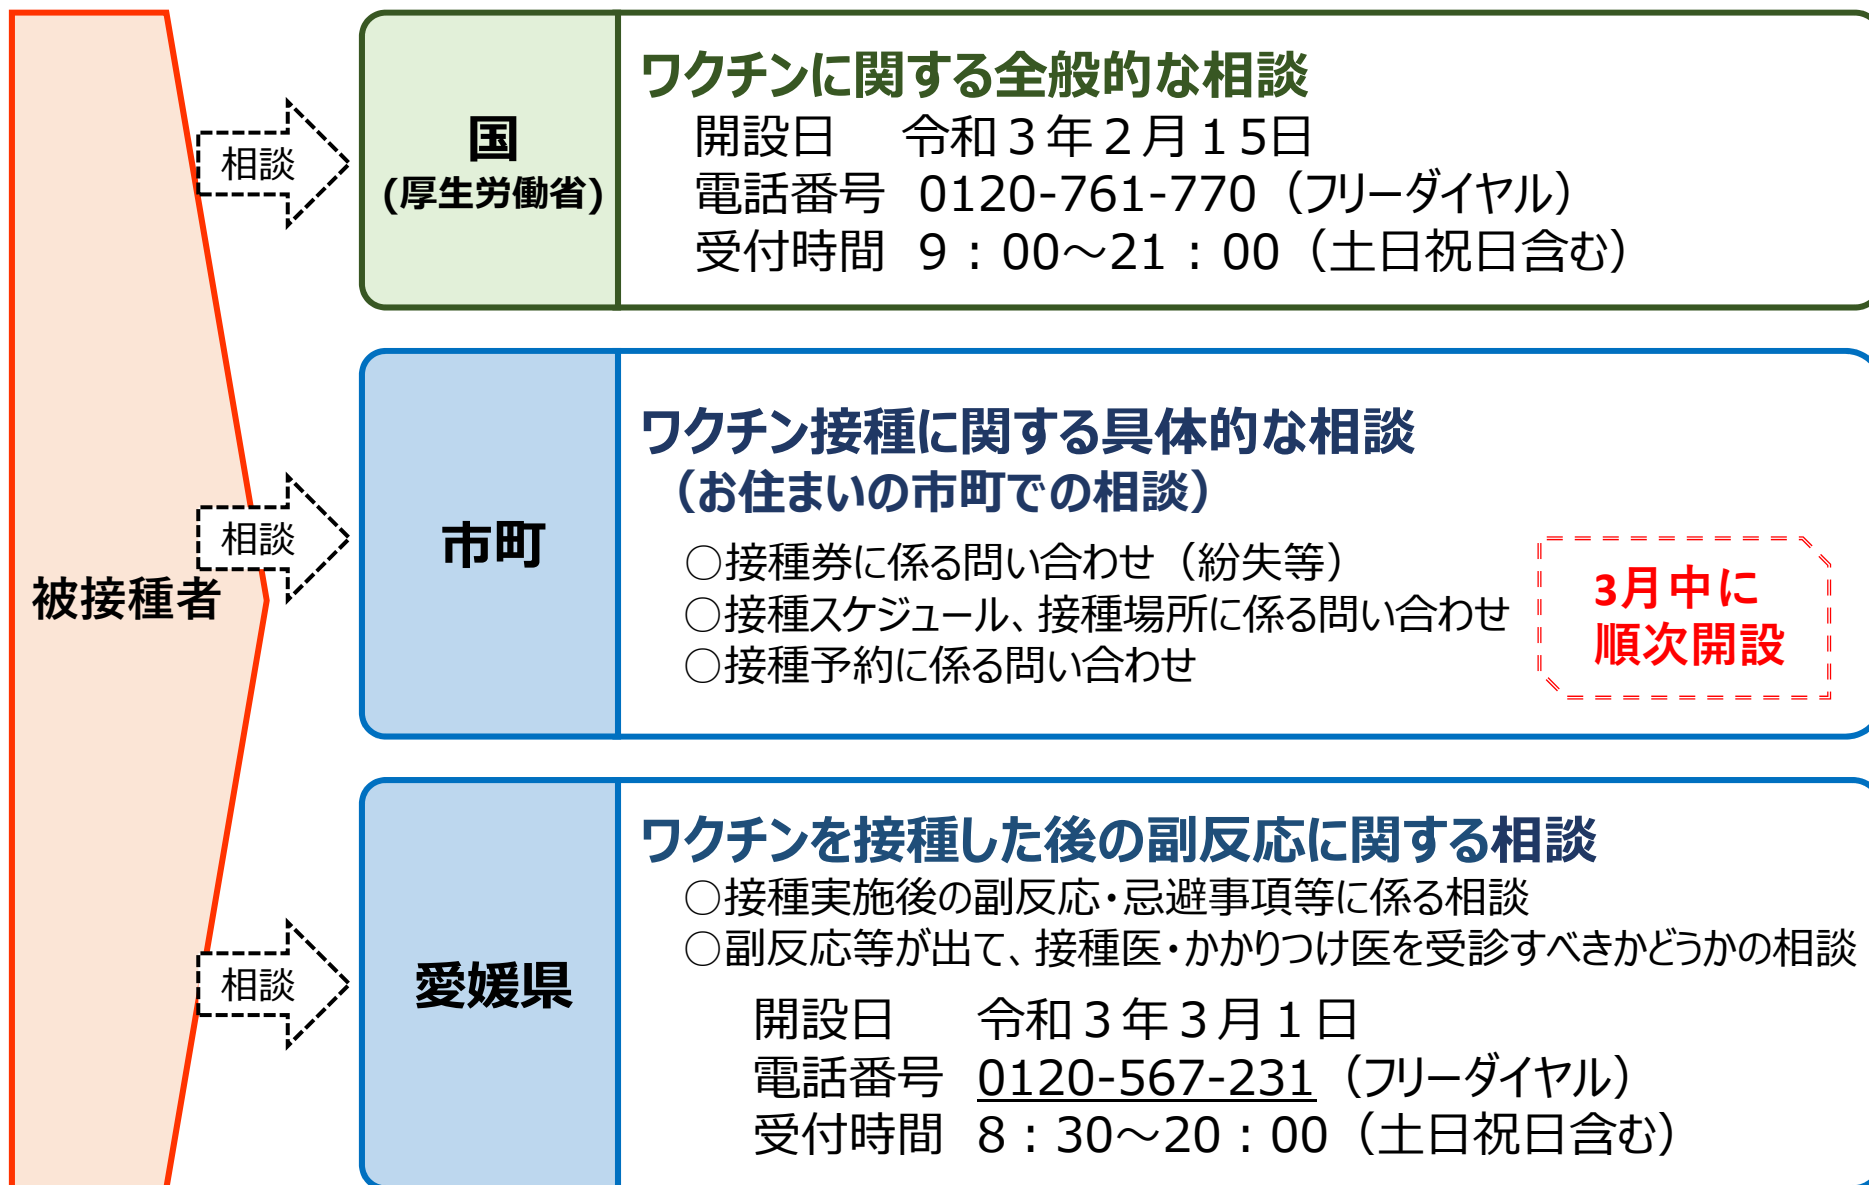 被接種者
相談
国
(厚生労働省)
ワクチンに関する全般的な相談
開設日　令和３年２月１５日
電話番号 0120-761-770（フリーダイヤル）
受付時間 9：00～21：00（土日祝日含む）
相談
市町
ワクチン接種に関する具体的な相談
（お住まいの市町での相談）
○接種券に係る問い合わせ（紛失等）
○接種スケジュール、接種場所に係る問い合わせ
○接種予約に係る問い合わせ
3月中に
順次開設
相談
愛媛県
ワクチンを接種した後の副反応に関する相談
○接種実施後の副反応・忌避事項等に係る相談
○副反応等が出て、接種医・かかりつけ医を受診すべきかどうかの相談
開設日　令和３年３月１日
電話番号 0120-567-231（フリーダイヤル）
受付時間 8：30～20：00（土日祝日含む）